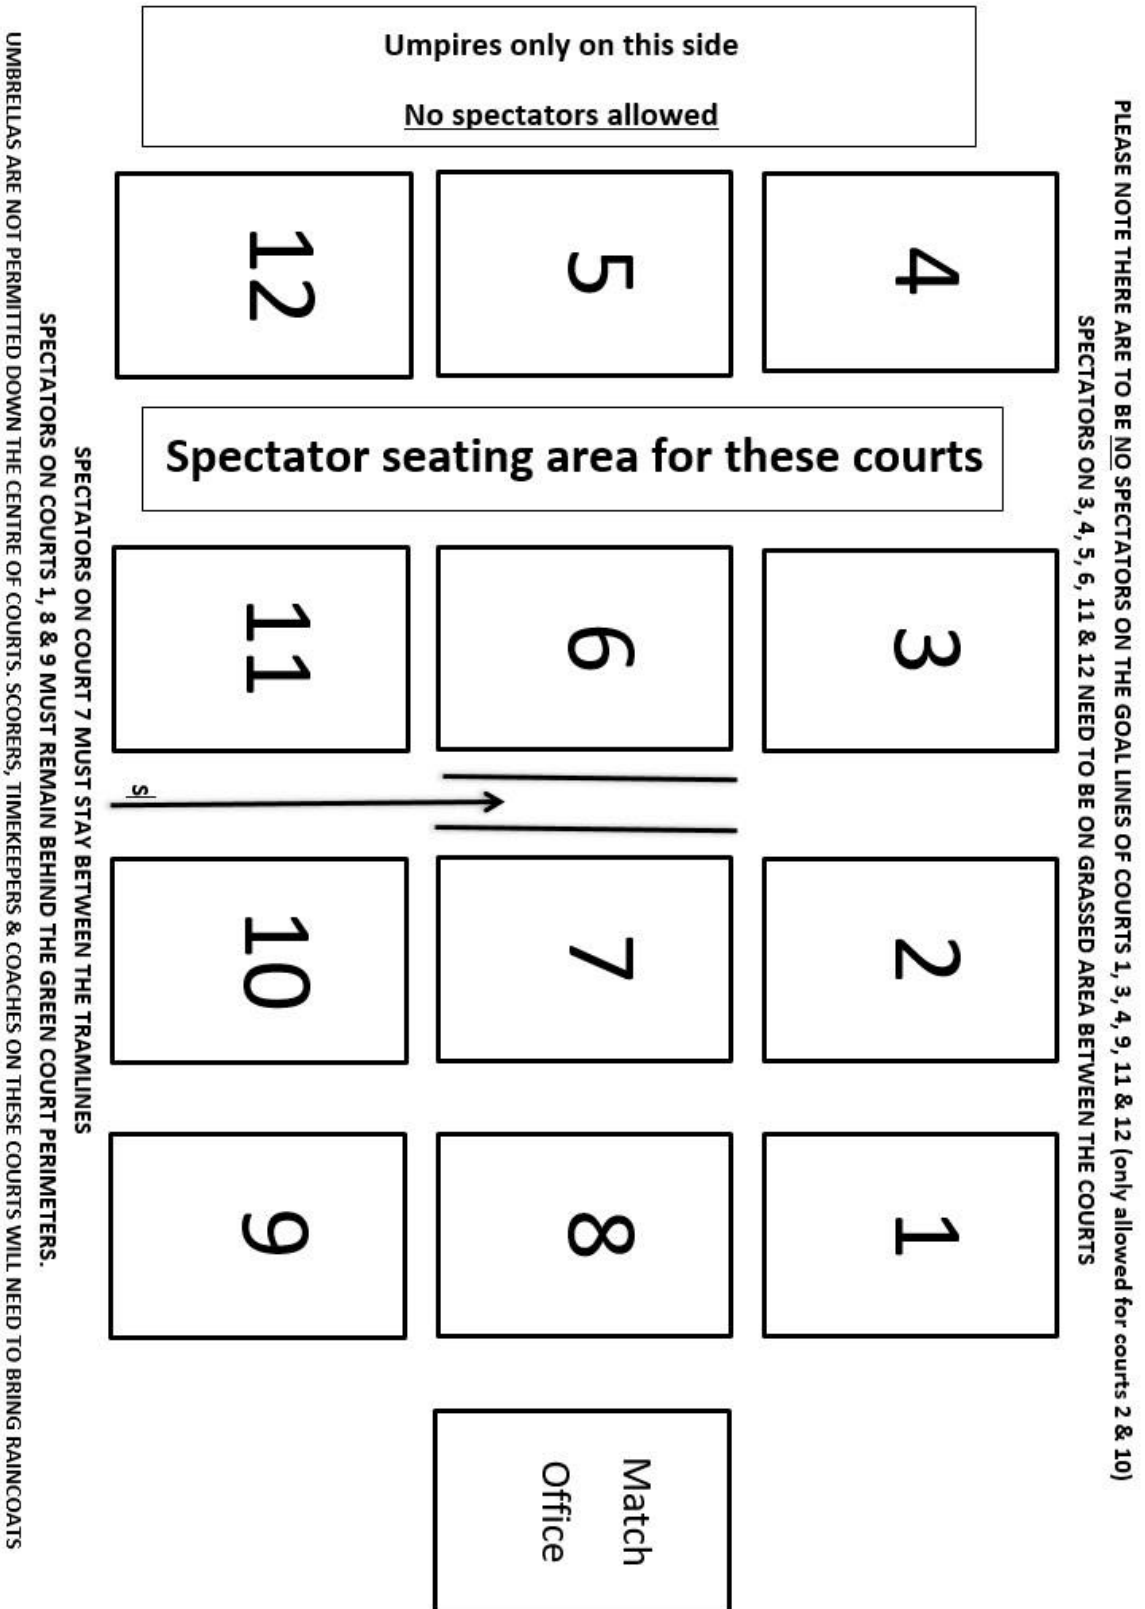 Umpires only on this side
No spectators allowed
PLEASE NOTE THERE ARE TO BE NO SPECTATORS ON THE GOAL LINES OF COURTS 1, 3, 4, 9, 11 & 12 (only allowed for courts 2 & 10)
SPECTATORS ON 3, 4, 5, 6, 11 & 12 NEED TO BE ON GRASSED AREA BETWEEN THE COURTS
12
5
4
Spectator seating area for these courts
11
6
3
s
10
7
2
9
8
1
Match
Office
SPECTATORS ON COURT 7 MUST STAY BETWEEN THE TRAMLINES
SPECTATORS ON COURTS 1, 8 & 9 MUST REMAIN BEHIND THE GREEN COURT PERIMETERS.
UMBRELLAS ARE NOT PERMITTED DOWN THE CENTRE OF COURTS. SCORERS, TIMEKEEPERS & COACHES ON THESE COURTS WILL NEED TO BRING RAINCOATS